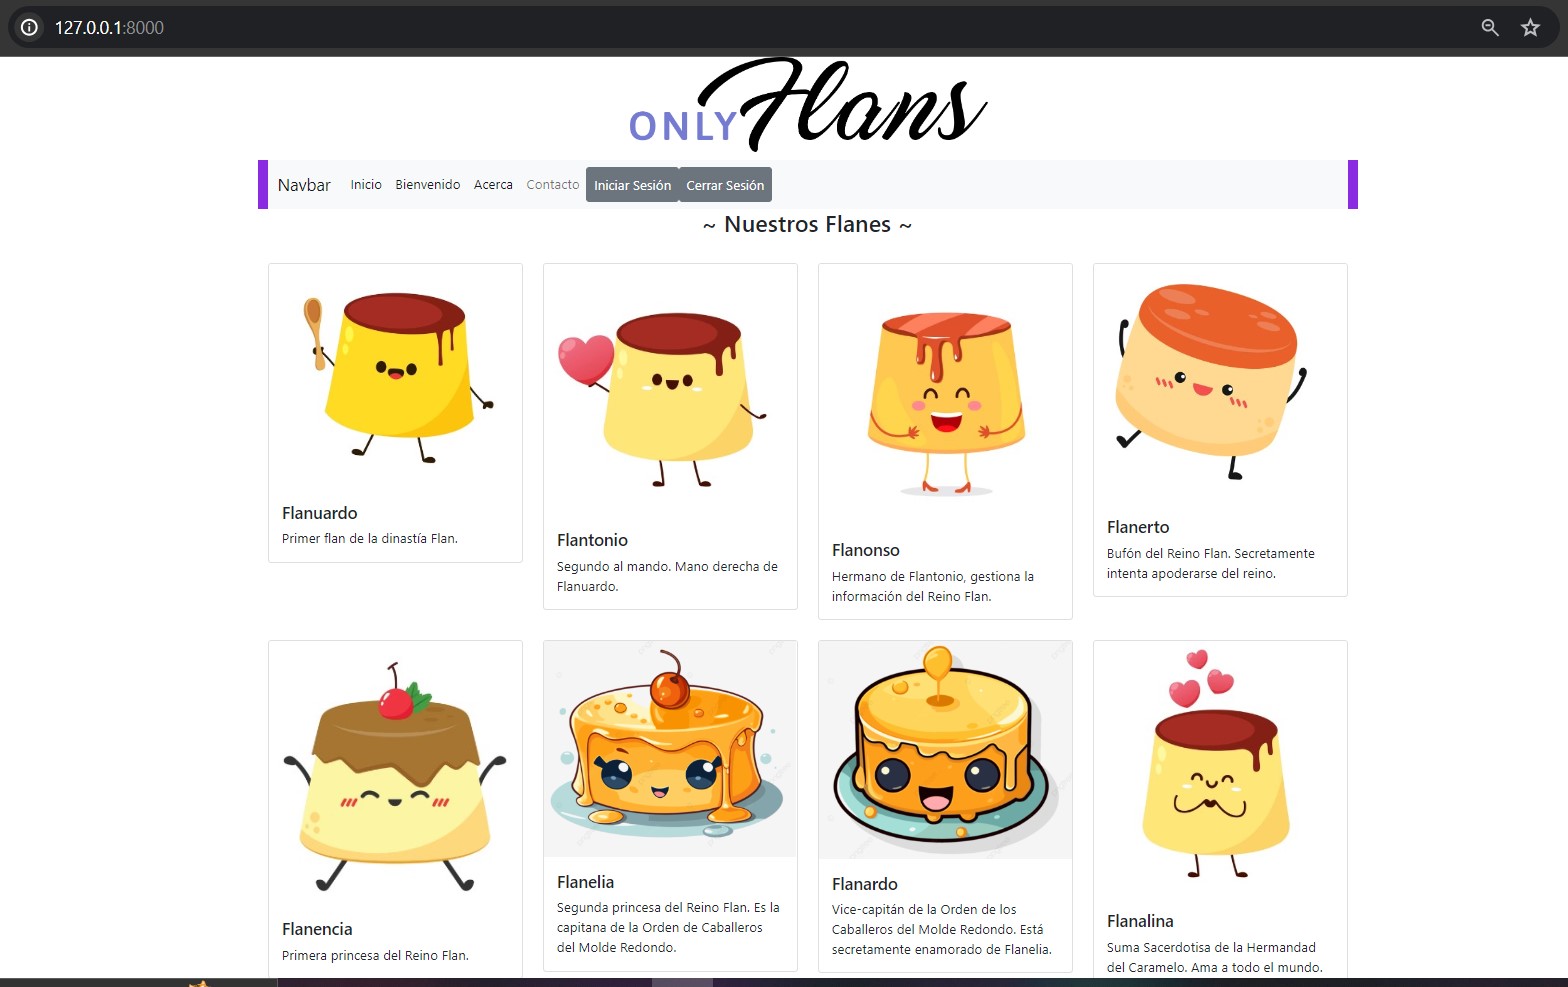 127.0.0.1:8000
ONLY Flans
Navbar Inicio Bienvenido Acerca Contacto Iniciar Sesión Cerrar Sesión
~ Nuestros Flanes ~
Flanuardo
Primer flan de la dinastía Flan.
Flantonio
Segundo al mando. Mano derecha de
Flanuardo.
Flanonso
Hermano de Flantonio, gestiona la
información del Reino Flan.
Flanerto
Bufón del Reino Flan. Secretamente
intenta apoderarse del reino.
Flanencia
Primera princesa del Reino Flan.
Flanelia
Segunda princesa del Reino Flan. Es la
capitana de la Orden de Caballeros
del Molde Redondo.
Flanardo
Vice-capitán de la Orden de los
Caballeros del Molde Redondo. Está
secretamente enamorado de Flanelia.
Flanalina
Suma Sacerdotisa de la Hermandad
del Caramelo. Ama a todo el mundo.